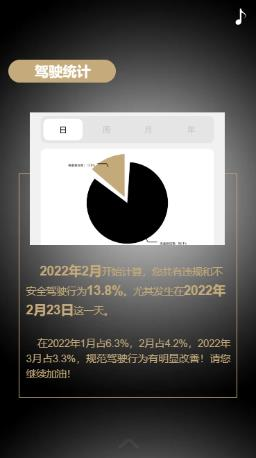 驾驶统计
日 周 月 年
2022年2月开始计算，您共有违规和不
安全驾驶行为13.8%。尤其发生在2022年
2月23日这一天。
在2022年1月占6.3%，2月占4.2%，2022年
3月占3.3%，规范驾驶行为有明显改善！请您
继续加油！